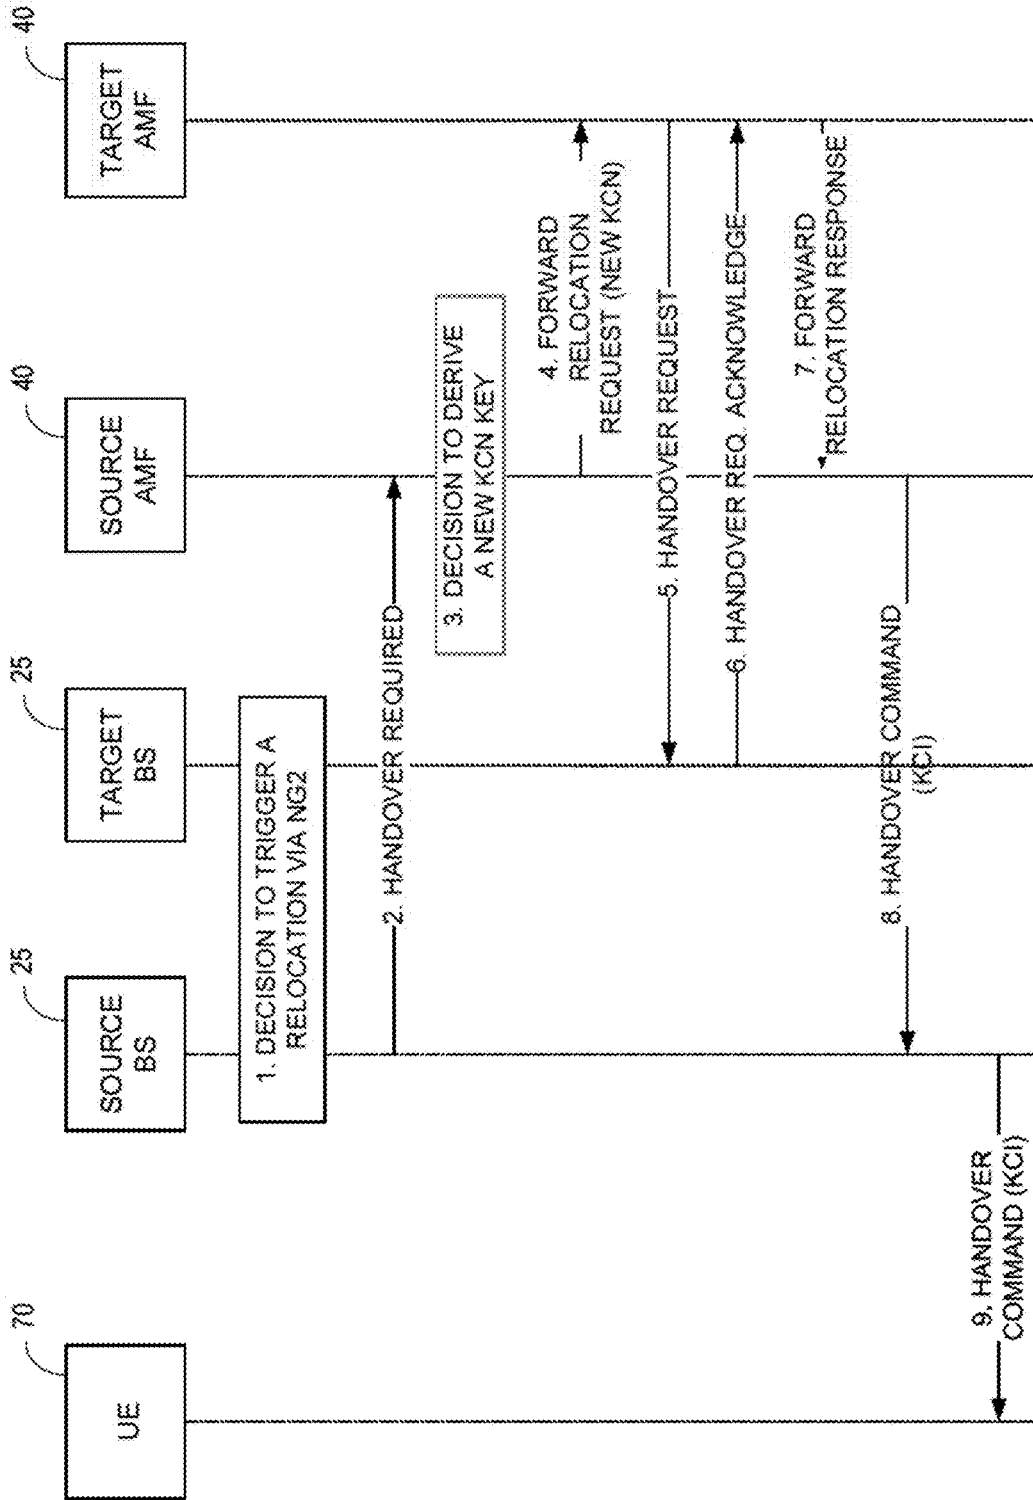 70
UE
25
SOURCE
BS
25
TARGET
BS
40
SOURCE
AMF
40
TARGET
AMF
1. DECISION TO TRIGGER A
RELOCATION VIA NG2
2. HANDOVER REQUIRED
3. DECISION TO DERIVE
A NEW KCN KEY
4. FORWARD
RELOCATION
REQUEST (NEW KCN)
5. HANDOVER REQUEST
6. HANDOVER REQ. ACKNOWLEDGE
7. FORWARD
RELOCATION RESPONSE
8. HANDOVER COMMAND
(KCI)
9. HANDOVER
COMMAND (KCI)